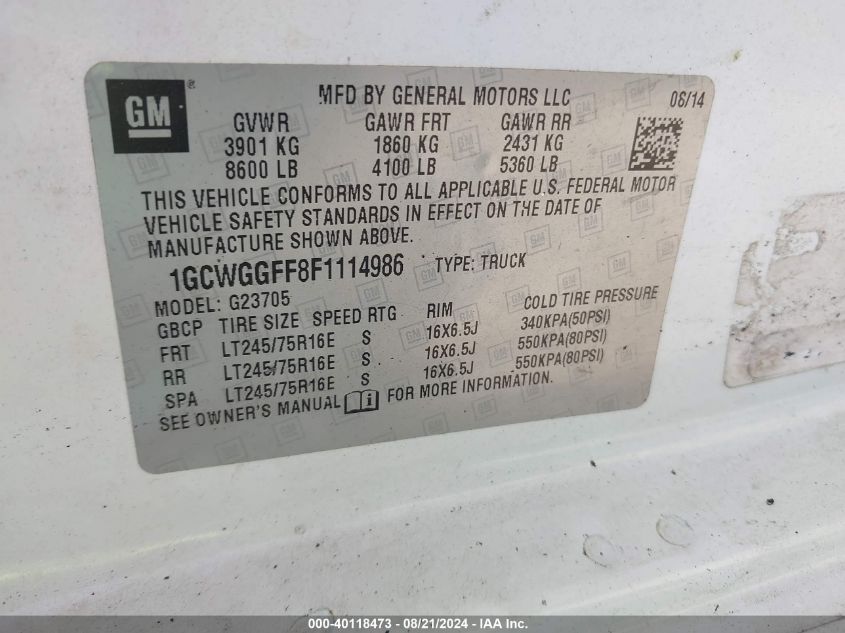 GM ®
MFD BY GENERAL MOTORS LLC 08/14
GVWR GAWR FRT GAWR RR
3901 KG 1860 KG 2431 KG
8600 LB 4100 LB 5360 LB
THIS VEHICLE CONFORMS TO ALL APPLICABLE U.S. FEDERAL MOTOR
VEHICLE SAFETY STANDARDS IN EFFECT ON THE DATE OF
MANUFACTURE SHOWN ABOVE.
1GCWGGFF8F1114986 TYPE: TRUCK
MODEL: G23705
GBCP TIRE SIZE SPEED RTG RIM COLD TIRE PRESSURE
FRT LT245/75R16E S 16X6.5J 340KPA(50PSI)
RR LT245/75R16E S 16X6.5J 550KPA(80PSI)
SPA LT245/75R16E S 16X6.5J 550KPA(80PSI)
SEE OWNER'S MANUAL i FOR MORE INFORMATION.
000-40118473 - 08/21/2024 - IAA Inc.